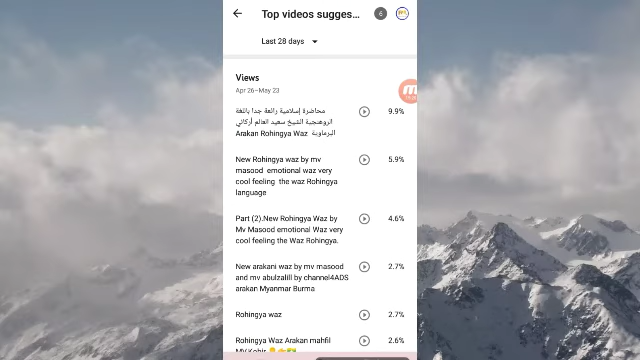 Top videos sugges...
6
Last 28 days
Views
Apr 26–May 23
محاضرة إسلامية رائعة جدا باللغة
الروهنجية الشيخ سعيد العالم أركاني
Arakan Rohingya Waz البرماوية
9.9%
New Rohingya waz by mv
masood emotional waz very
cool feeling the waz Rohingya
language
5.9%
Part (2).New Rohingya Waz by
Mv Masood emotional Waz very
cool feeling the Waz Rohingya.
4.6%
New arakani waz by mv masood
and mv abulzalill by channel4ADS
arakan Myanmar Burma
2.7%
Rohingya waz
2.7%
Rohingya Waz Arakan mahfil
MV Kobir
2.6%